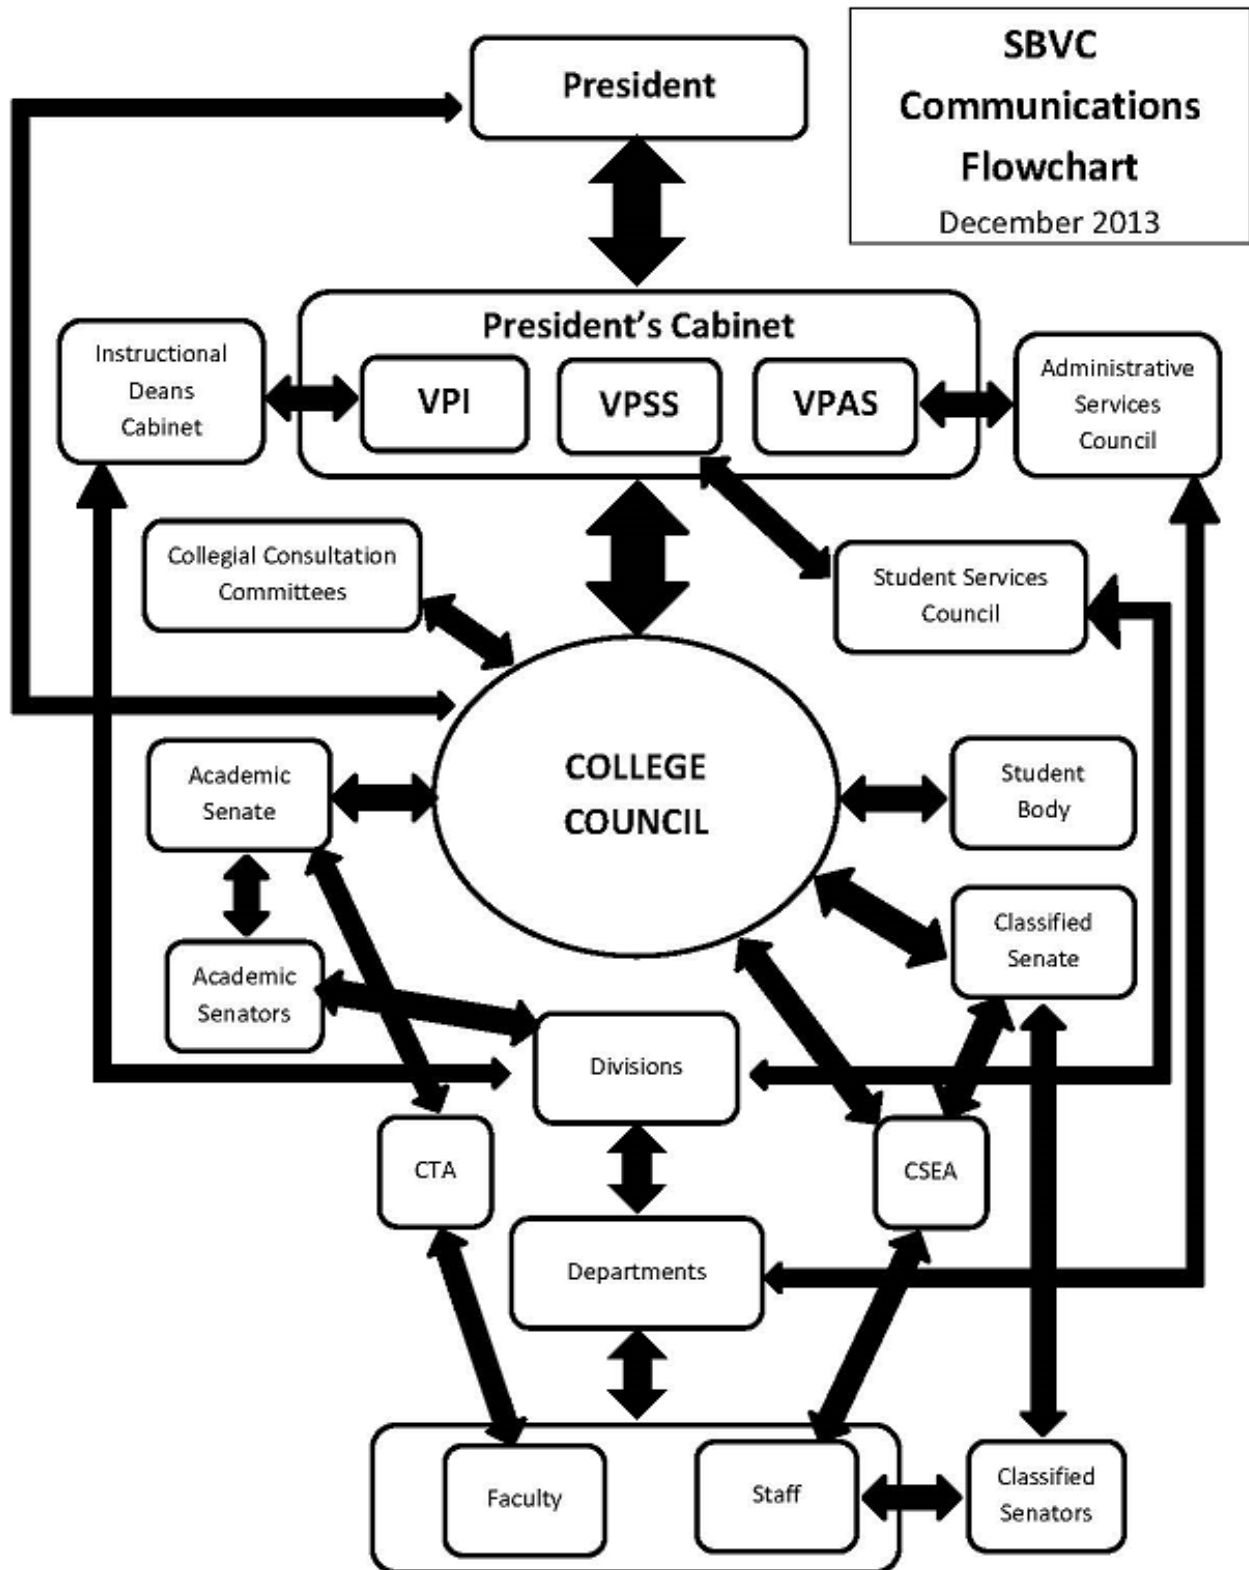 SBVC
Communications
Flowchart
December 2013
President
President's Cabinet
VPI
VPSS
VPAS
Instructional
Deans
Cabinet
Administrative
Services
Council
Collegial Consultation
Committees
Student Services
Council
COLLEGE
COUNCIL
Academic
Senate
Student
Body
Classified
Senate
Academic
Senators
Divisions
CTA
CSEA
Departments
Faculty
Staff
Classified
Senators